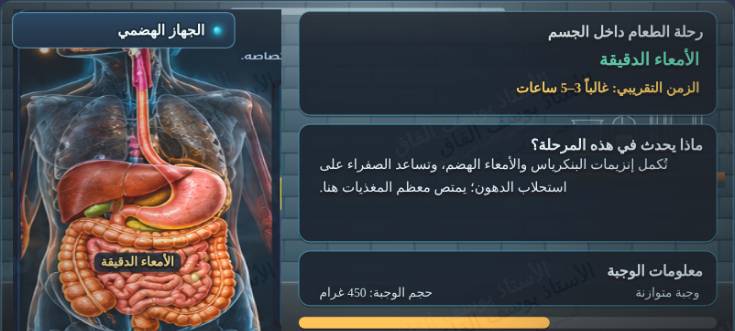 الجهاز الهضمي
رحلة الطعام داخل الجسم
الأمعاء الدقيقة
الزمن التقريبي: غالباً 3–5 ساعات
ماذا يحدث في هذه المرحلة؟
تُكمل إنزيمات البنكرياس والأمعاء الهضم، وتساعد الصفراء على
استحلاب الدهون؛ يمتص معظم المغذيات هنا.
الأمعاء الدقيقة
معلومات الوجبة
وجبة متوازنة
حجم الوجبة: 450 غرام